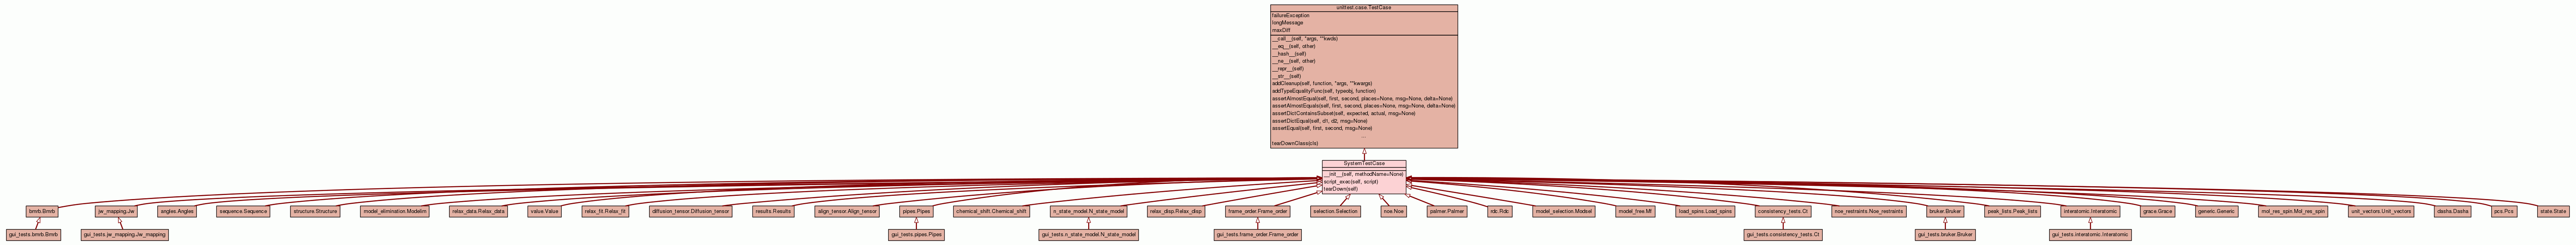 unittest.case.TestCase
failureException
longMessage
maxDiff
__call__(self, *args, **kwds)
__eq__(self, other)
__hash__(self)
__ne__(self, other)
__repr__(self)
__str__(self)
addCleanup(self, function, *args, **kwargs)
addTypeEqualityFunc(self, typeobj, function)
assertAlmostEqual(self, first, second, places=None, msg=None, delta=None)
assertAlmostEquals(self, first, second, places=None, msg=None, delta=None)
assertDictContainsSubset(self, expected, actual, msg=None)
assertDictEqual(self, d1, d2, msg=None)
assertEqual(self, first, second, msg=None)
...
tearDownClass(cls)
SystemTestCase
__init__(self, methodName=None)
script_exec(self, script)
tearDown(self)
bmrb.Bmrb
jw_mapping.Jw
angles.Angles
sequence.Sequence
structure.Structure
model_elimination.Modelim
relax_data.Relax_data
value.Value
relax_fit.Relax_fit
diffusion_tensor.Diffusion_tensor
results.Results
align_tensor.Align_tensor
pipes.Pipes
chemical_shift.Chemical_shift
n_state_model.N_state_model
relax_disp.Relax_disp
frame_order.Frame_order
selection.Selection
noe.Noe
palmer.Palmer
rdc.Rdc
model_selection.Modsel
model_free.Mf
load_spins.Load_spins
consistency_tests.Ct
noe_restraints.Noe_restraints
bruker.Bruker
peak_lists.Peak_lists
interatomic.Interatomic
grace.Grace
generic.Generic
mol_res_spin.Mol_res_spin
unit_vectors.Unit_vectors
dasha.Dasha
pcs.Pcs
state.State
gui_tests.bmrb.Bmrb
gui_tests.jw_mapping.Jw_mapping
gui_tests.pipes.Pipes
gui_tests.n_state_model.N_state_model
gui_tests.frame_order.Frame_order
gui_tests.consistency_tests.Ct
gui_tests.bruker.Bruker
gui_tests.interatomic.Interatomic